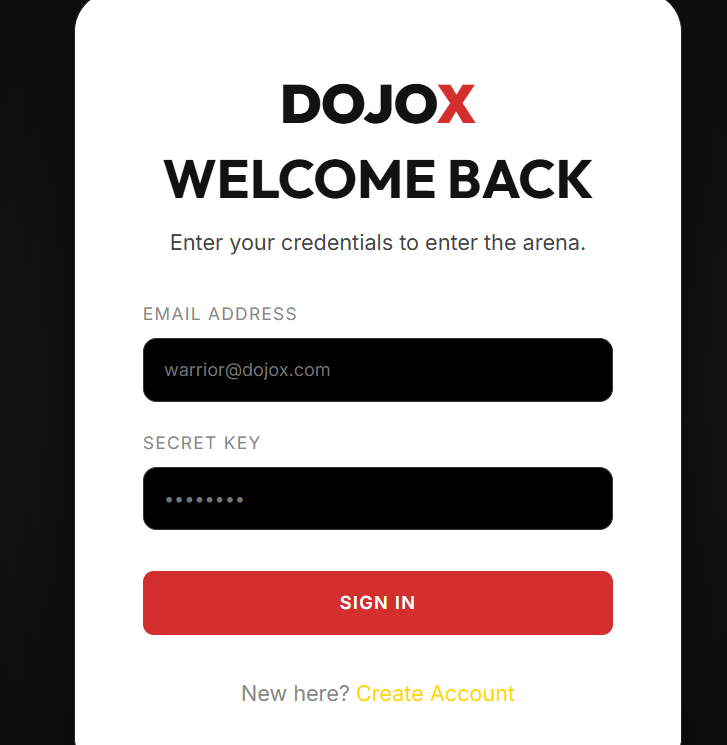 DOJOX
WELCOME BACK
Enter your credentials to enter the arena.
EMAIL ADDRESS
warrior@dojox.com
SECRET KEY
••••••••
SIGN IN
New here? Create Account